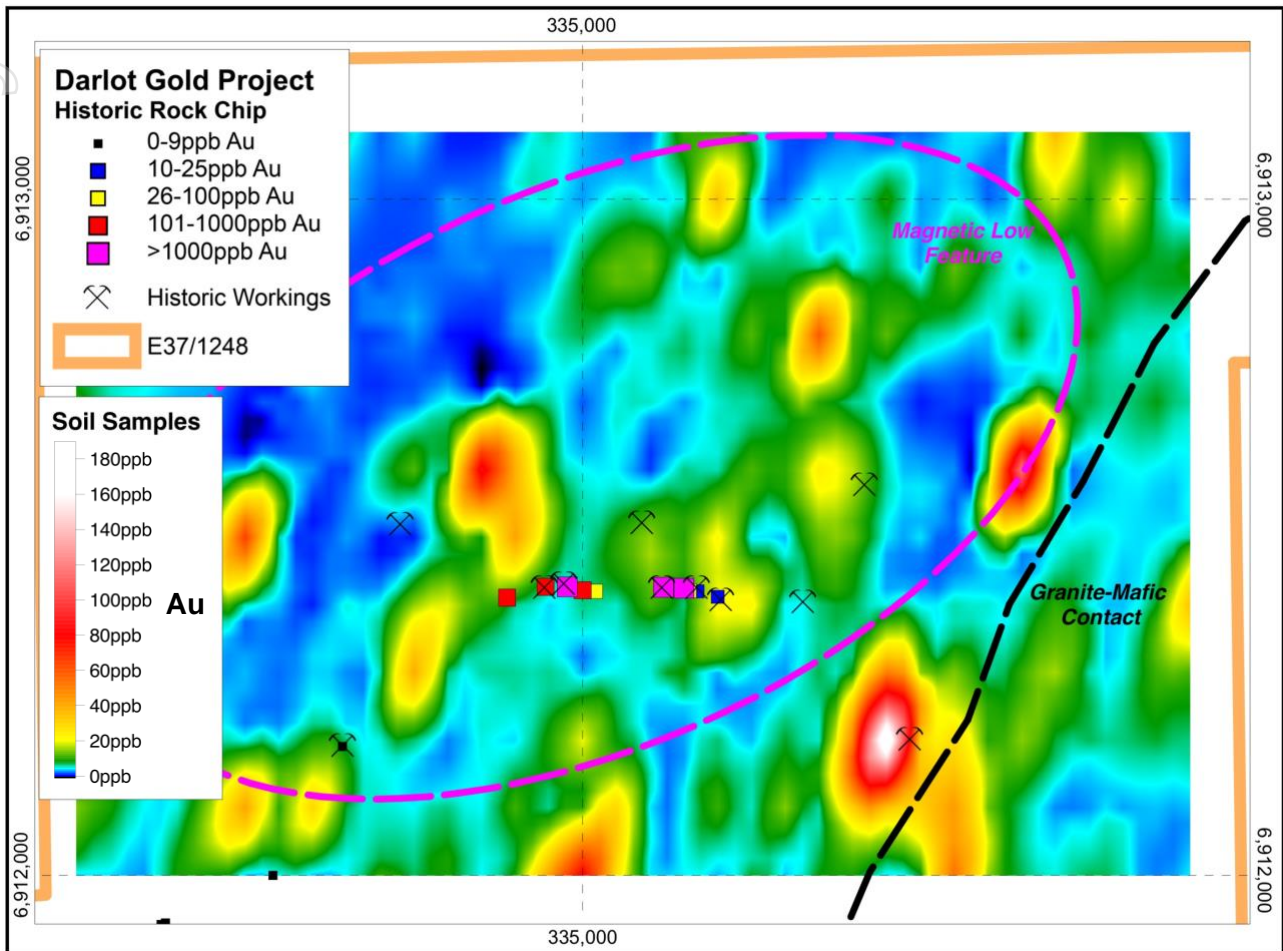 335,000
Darlot Gold Project
Historic Rock Chip
0-9ppb Au
10-25ppb Au
26-100ppb Au
101-1000ppb Au
>1000ppb Au
Historic Workings
E37/1248
6,913,000
6,913,000
Magnetic Low
Feature
Soil Samples
180ppb
160ppb
140ppb
120ppb
100ppb
80ppb
60ppb
40ppb
20ppb
0ppb
Au
Granite-Mafic
Contact
6,912,000
6,912,000
335,000